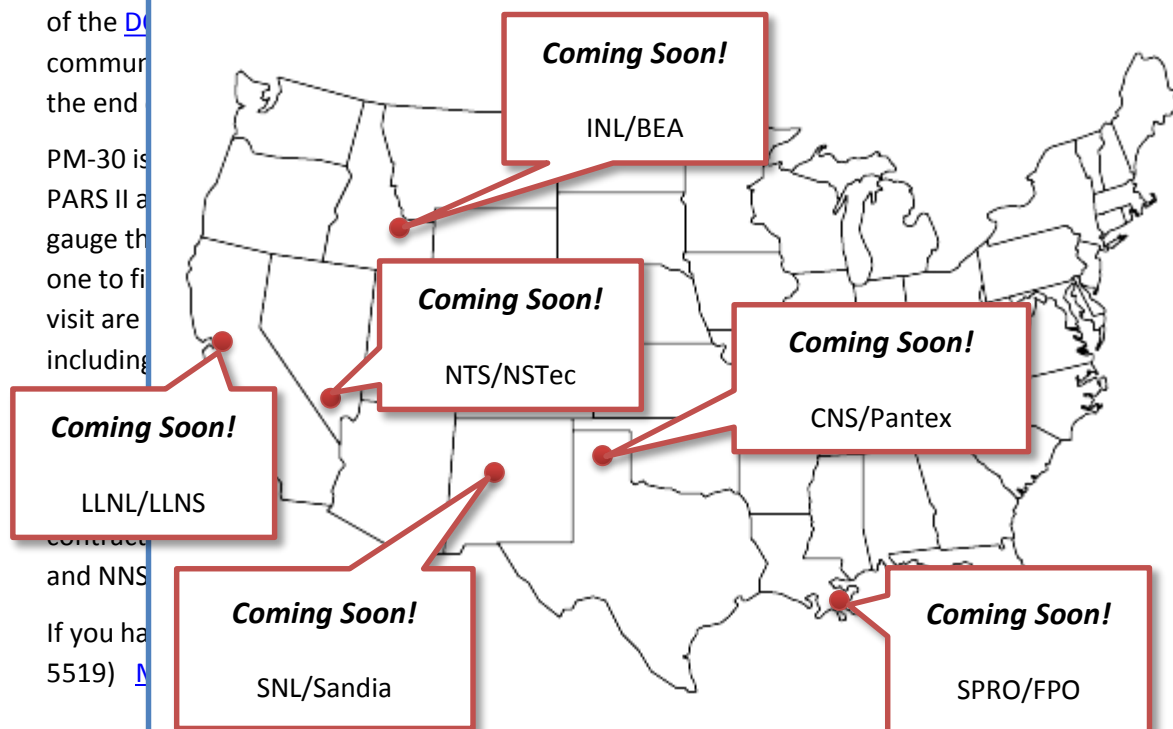 of the
commun
the end
PM-30 is
PARS II a
gauge th
one to fi
visit are
including
and NNS
If you ha
5519)
Coming Soon!
INL/BEA
Coming Soon!
NTS/NSTec
Coming Soon!
CNS/Pantex
Coming Soon!
LLNL/LLNS
Coming Soon!
SNL/Sandia
Coming Soon!
SPRO/FPO